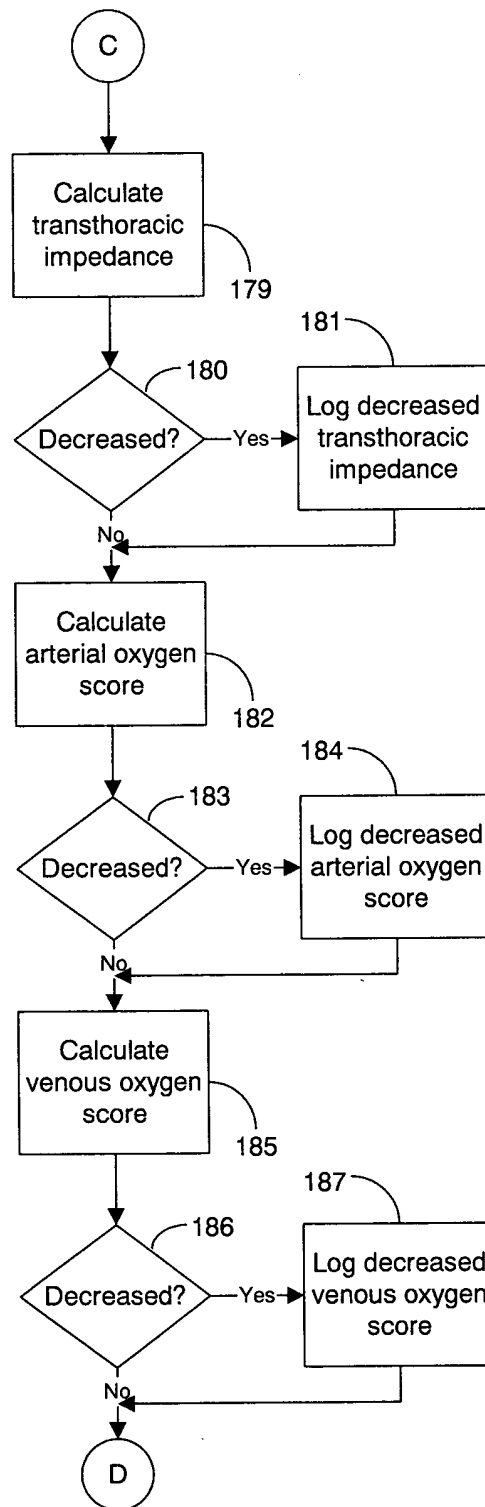 C
Calculate
transthoracic
impedance
179
180
181
Decreased?
Yes
Log decreased
transthoracic
impedance
No
Calculate
arterial oxygen
score
182
183
184
Decreased?
Yes
Log decreased
arterial oxygen
score
No
Calculate
venous oxygen
score
185
186
187
Decreased?
Yes
Log decreased
venous oxygen
score
No
D